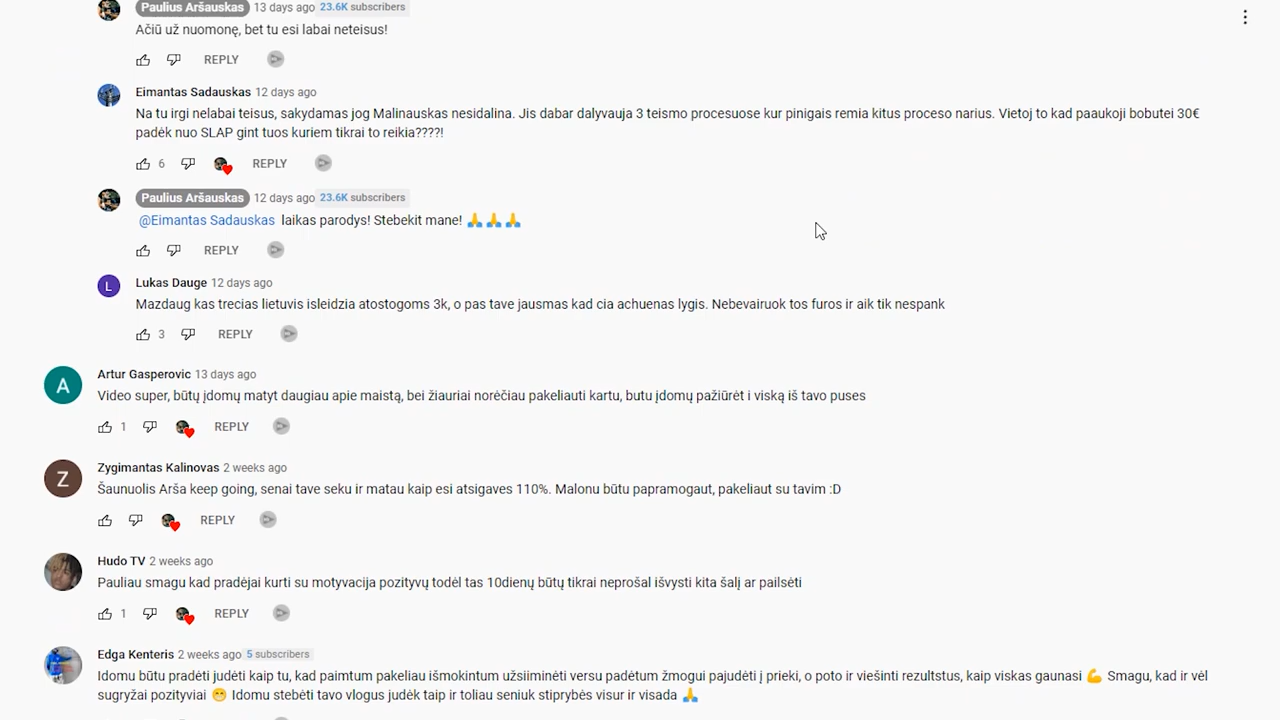 Paulius Aršauskas 13 days ago 23.6K subscribers
Ačiū už nuomonę, bet tu esi labai neteisus!
REPLY
Eimantas Sadauskas 12 days ago
Na tu irgi nelabai teisus, sakydamas jog Malinauskas nesidalina. Jis dabar dalyvauja 3 teismo procesuose kur pinigais remia kitus proceso narius. Vietoj to kad paaukoji bobutei 30€
padėk nuo SLAP gint tuos kuriem tikrai to reikia????!
6 REPLY
Paulius Aršauskas 12 days ago 23.6K subscribers
@Eimantas Sadauskas laikas parodys! Stebekit mane! 🙏🙏🙏
REPLY
L
Lukas Dauge 12 days ago
Mazdaug kas trecias lietuvis isleidzia atostogoms 3k, o pas tave jausmas kad cia achuenas lygis. Nebevairuok tos furos ir aik tik nespank
3 REPLY
A
Artur Gasperovic 13 days ago
Video super, būtų įdomų matyt daugiau apie maistą, bei žiauriai norėčiau pakeliauti kartu, butu įdomų pažiūrėt i viską iš tavo puses
1 REPLY
Z
Zygimantas Kalinovas 2 weeks ago
Šaunuolis Arša keep going, senai tave seku ir matau kaip esi atsigaves 110%. Malonu būtu papramogaut, pakeliaut su tavim :D
REPLY
Hudo TV 2 weeks ago
Pauliau smagu kad pradėjai kurti su motyvacija pozityvų todėl tas 10dienų būtų tikrai neprošal išvysti kita šalį ar pailsėti
1 REPLY
Edga Kenteris 2 weeks ago 5 subscribers
Idomu būtu pradėti judėti kaip tu, kad paimtum pakeliau išmokintum užsiiminėti versu padėtum žmogui pajudėti į prieki, o poto ir viešinti rezultstus, kaip viskas gaunasi 💪 Smagu, kad ir vėl
sugryžai pozityviai 😁 Idomu stebėti tavo vlogus judėk taip ir toliau seniuk stiprybės visur ir visada 🙏